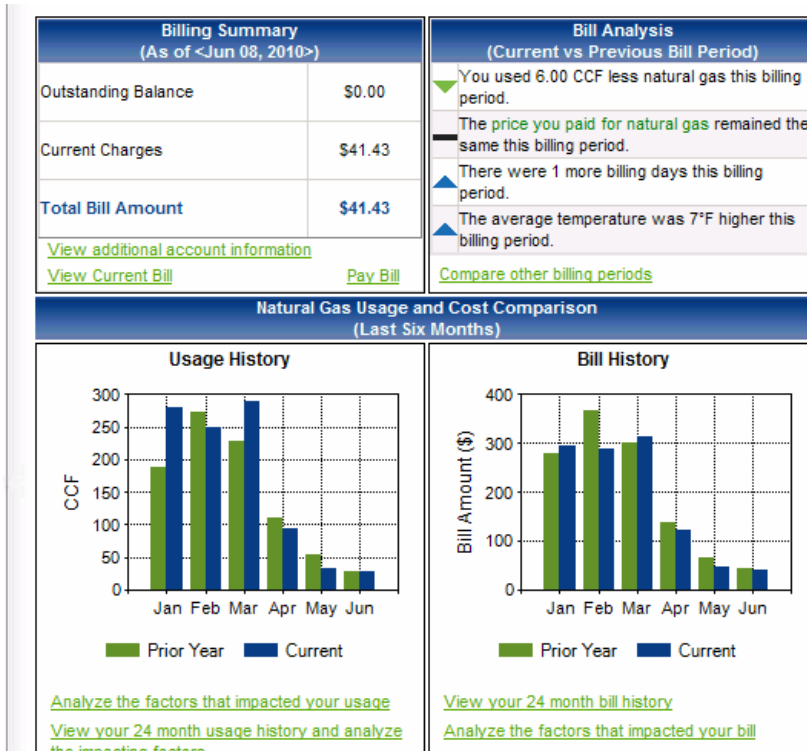 Billing Summary
(As of <Jun 08, 2010>)
Outstanding Balance $0.00
Current Charges $41.43
Total Bill Amount $41.43
View additional account information
View Current Bill Pay Bill
Bill Analysis
(Current vs Previous Bill Period)
You used 6.00 CCF less natural gas this billing
period.
The price you paid for natural gas remained the
same this billing period.
There were 1 more billing days this billing
period.
The average temperature was 7°F higher this
billing period.
Compare other billing periods
Natural Gas Usage and Cost Comparison
(Last Six Months)
Usage History
CCF
300
250
200
150
100
50
0
Jan Feb Mar Apr May Jun
Prior Year Current
Analyze the factors that impacted your usage
View your 24 month usage history and analyze
the impacting factors
Bill History
Bill Amount ($)
400
300
200
100
0
Jan Feb Mar Apr May Jun
Prior Year Current
View your 24 month bill history
Analyze the factors that impacted your bill